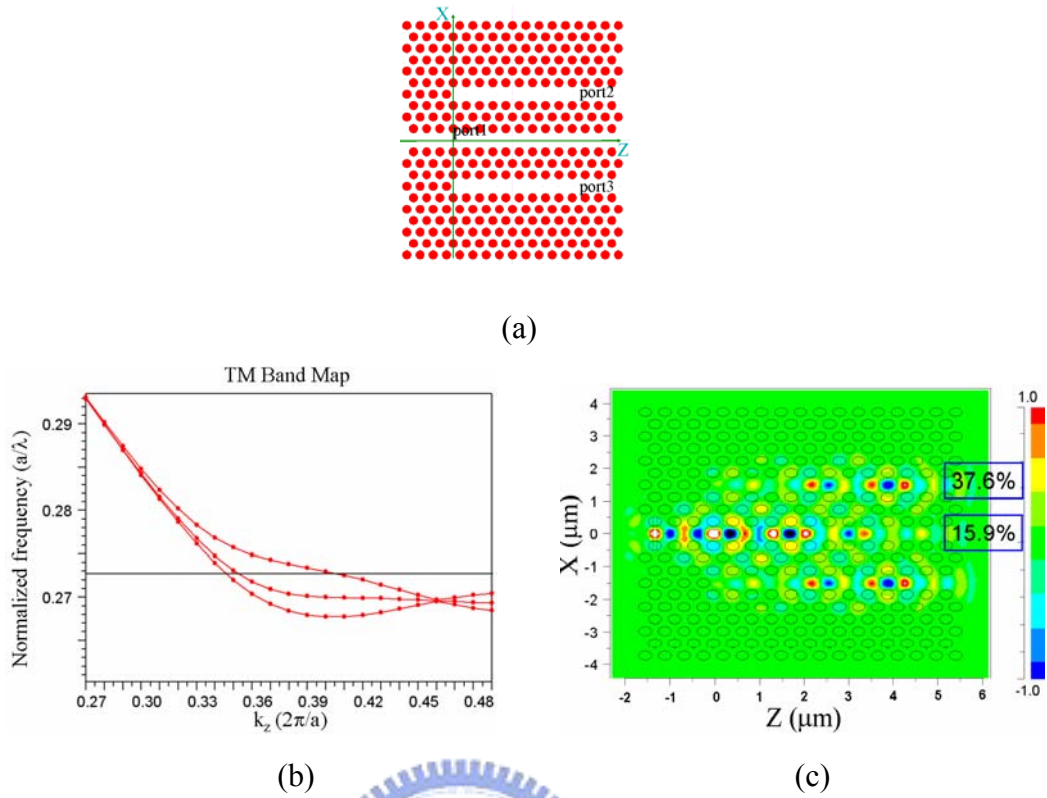 X
port2
port1
Z
port3
(a)
TM Band Map
Normalized frequency (a/λ)
0.29
0.28
0.27
0.27
0.30
0.33
0.36
0.39
0.42
0.45
0.48
k_z (2π/a)
(b)
X (μm)
4
3
2
1
0
-1
-2
-3
-4
-2
-1
0
1
2
3
4
5
6
Z (μm)
37.6%
15.9%
1.0
-1.0
(c)